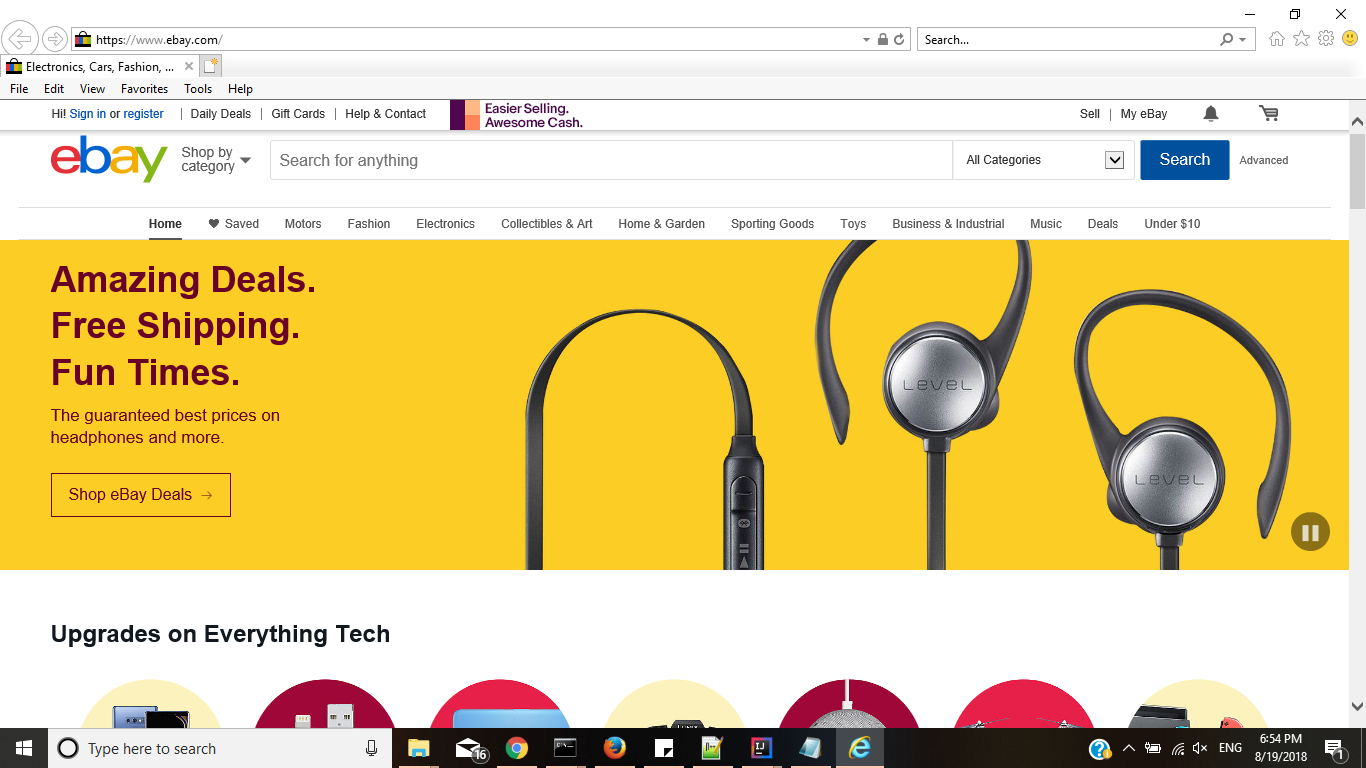 https://www.ebay.com/
Search...
Electronics, Cars, Fashion, ...
File Edit View Favorites Tools Help
Hi! Sign in or register | Daily Deals | Gift Cards | Help & Contact
Easier Selling.
Awesome Cash.
Sell | My eBay
ebay
Shop by
category
Search for anything
All Categories
Search
Advanced
Home Saved Motors Fashion Electronics Collectibles & Art Home & Garden Sporting Goods Toys Business & Industrial Music Deals Under $10
Amazing Deals.
Free Shipping.
Fun Times.
The guaranteed best prices on
headphones and more.
Shop eBay Deals →
LEVEL
LEVEL
Upgrades on Everything Tech
Type here to search
16
ENG
6:54 PM
8/19/2018
1